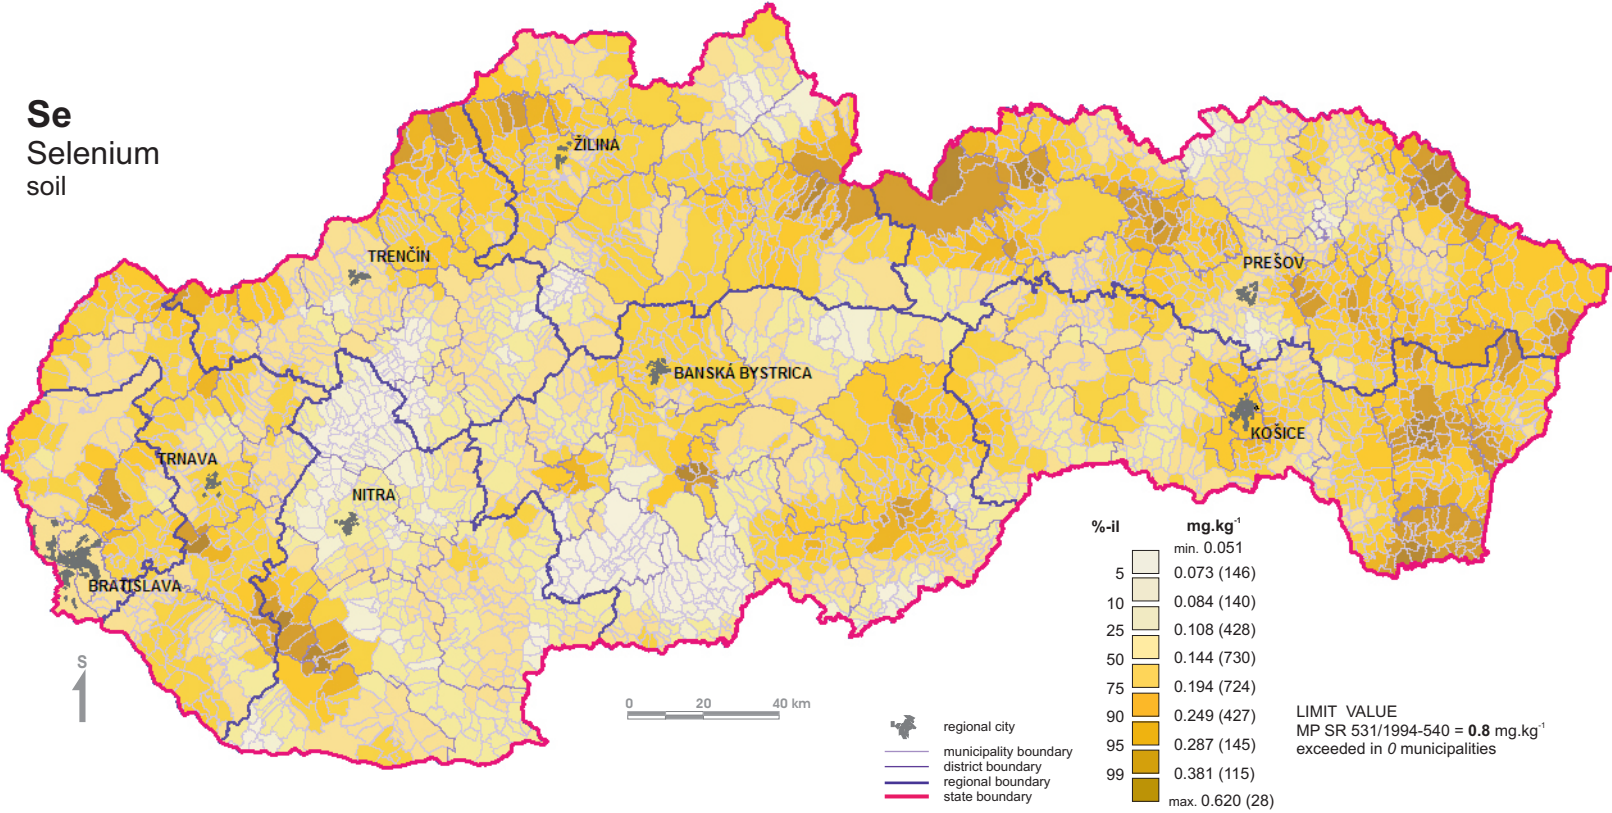 Se
Selenium
soil
ŽILINA
TRENČÍN
PREŠOV
BANSKÁ BYSTRICA
KOŠICE
TRNAVA
NITRA
BRATISLAVA
S
0 20 40 km
regional city
municipality boundary
district boundary
regional boundary
state boundary
%-il mg.kg⁻¹
min. 0.051
5 0.073 (146)
10 0.084 (140)
25 0.108 (428)
50 0.144 (730)
75 0.194 (724)
90 0.249 (427)
95 0.287 (145)
99 0.381 (115)
max. 0.620 (28)
LIMIT VALUE
MP SR 531/1994-540 = 0.8 mg.kg⁻¹
exceeded in 0 municipalities